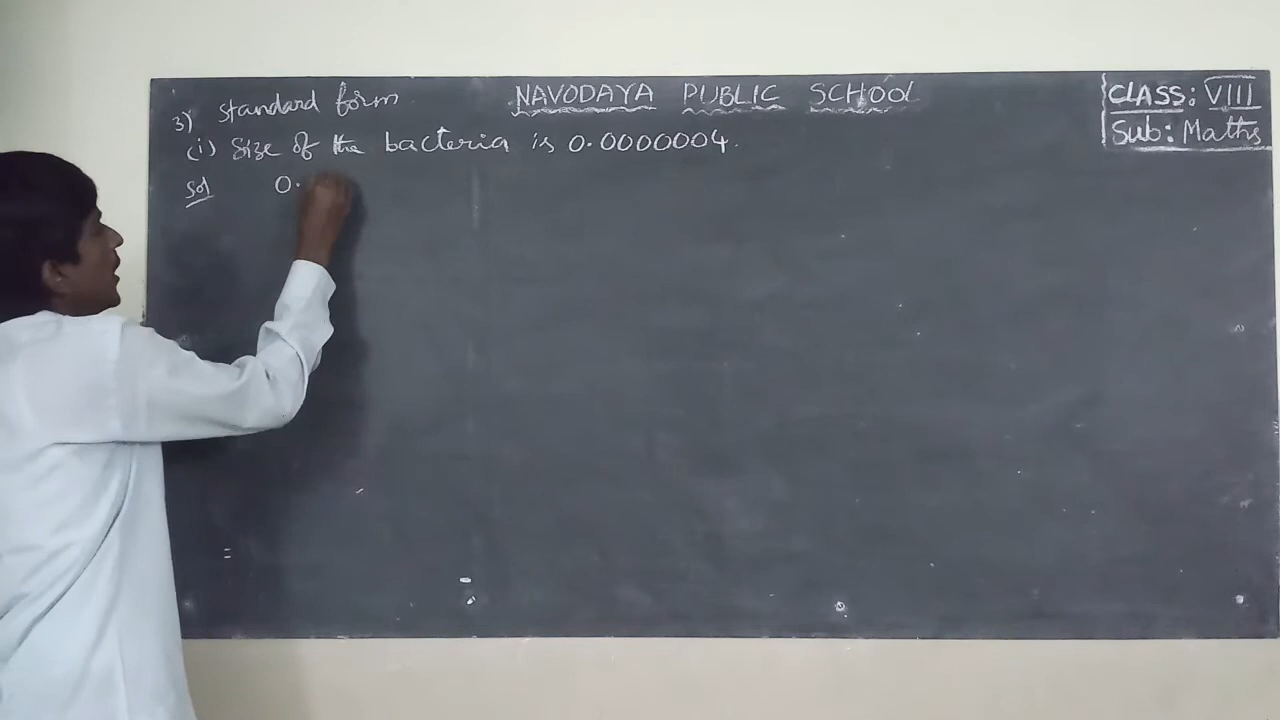 NAVODAYA PUBLIC SCHOOL
CLASS: VIII
Sub: Maths
3) Standard form
(i) Size of the bacteria is 0.0000004.
Sol 0.